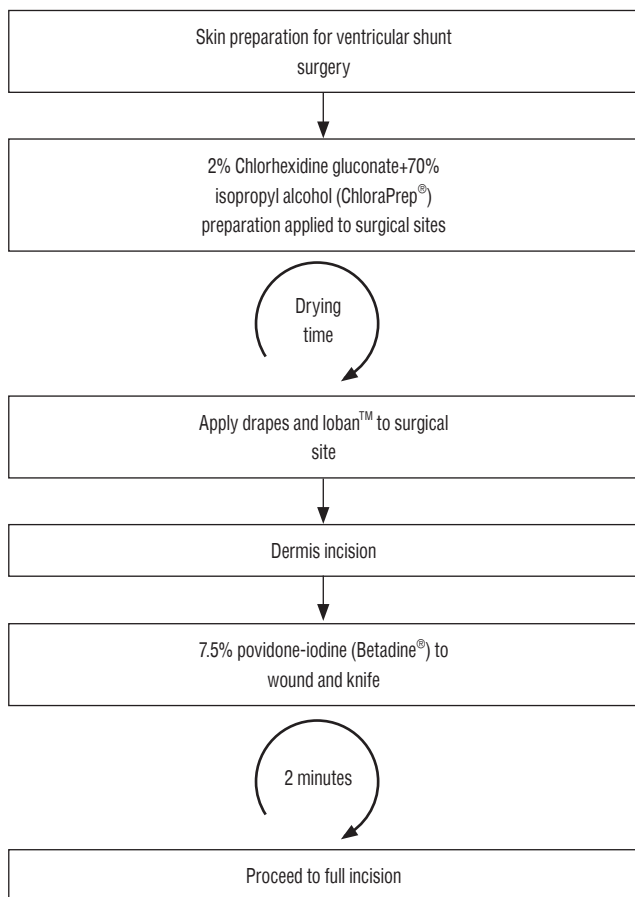 Skin preparation for ventricular shunt
surgery
2% Chlorhexidine gluconate+70%
isopropyl alcohol (ChloraPrep®)
preparation applied to surgical sites
Drying
time
Apply drapes and loban™ to surgical
site
Dermis incision
7.5% povidone-iodine (Betadine®) to
wound and knife
2 minutes
Proceed to full incision